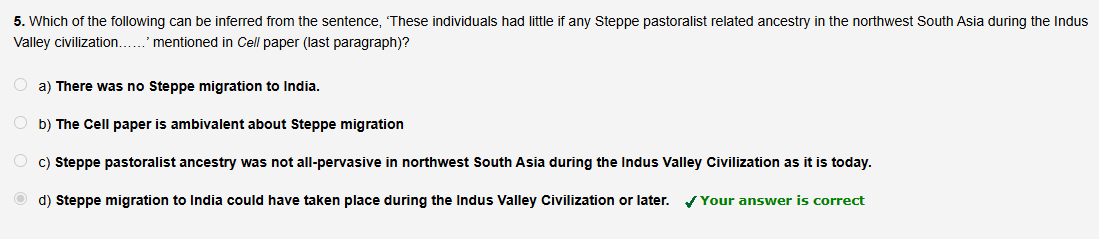 5. Which of the following can be inferred from the sentence, 'These individuals had little if any Steppe pastoralist related ancestry in the northwest South Asia during the Indus
Valley civilization......' mentioned in Cell paper (last paragraph)?
a) There was no Steppe migration to India.
b) The Cell paper is ambivalent about Steppe migration
c) Steppe pastoralist ancestry was not all-pervasive in northwest South Asia during the Indus Valley Civilization as it is today.
d) Steppe migration to India could have taken place during the Indus Valley Civilization or later. ✓Your answer is correct